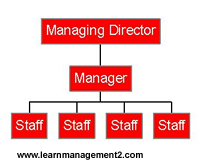 Managing Director
Manager
Staff Staff Staff Staff
www.learnmanagement2.com